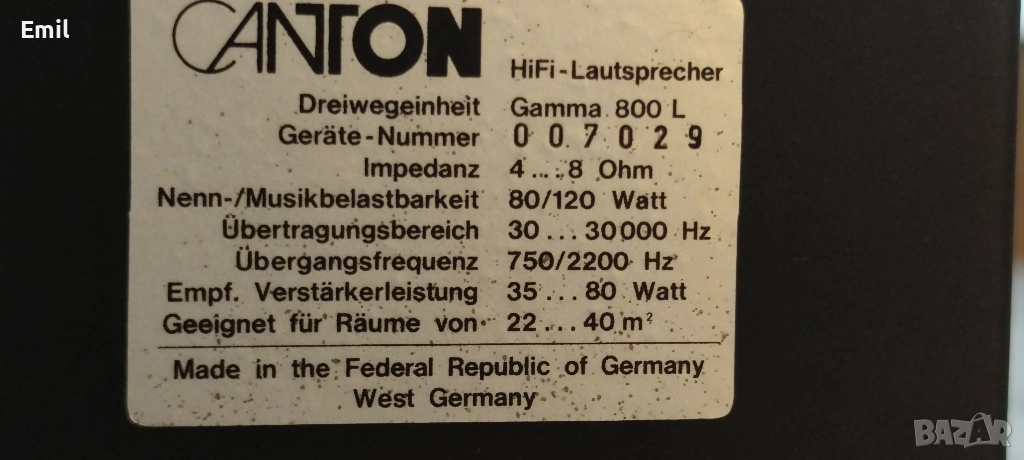 Emil
CANTON
HiFi-Lautsprecher
Dreiwegeinheit Gamma 800 L
Geräte-Nummer 007029
Impedanz 4...8 Ohm
Nenn-/Musikbelastbarkeit 80/120 Watt
Übertragungsbereich 30...30000 Hz
Übergangsfrequenz 750/2200 Hz
Empf. Verstärkerleistung 35...80 Watt
Geeignet für Räume von 22...40 m²
Made in the Federal Republic of Germany
West Germany
BAZAR